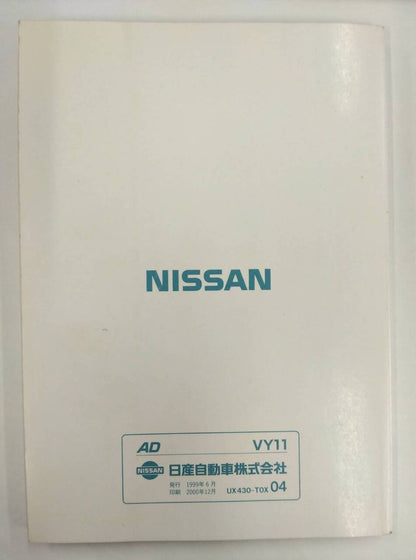 NISSAN
AD VY11
NISSAN 日産自動車株式会社
発行 1999年6月
印刷 2000年12月 UX430-T0X 04